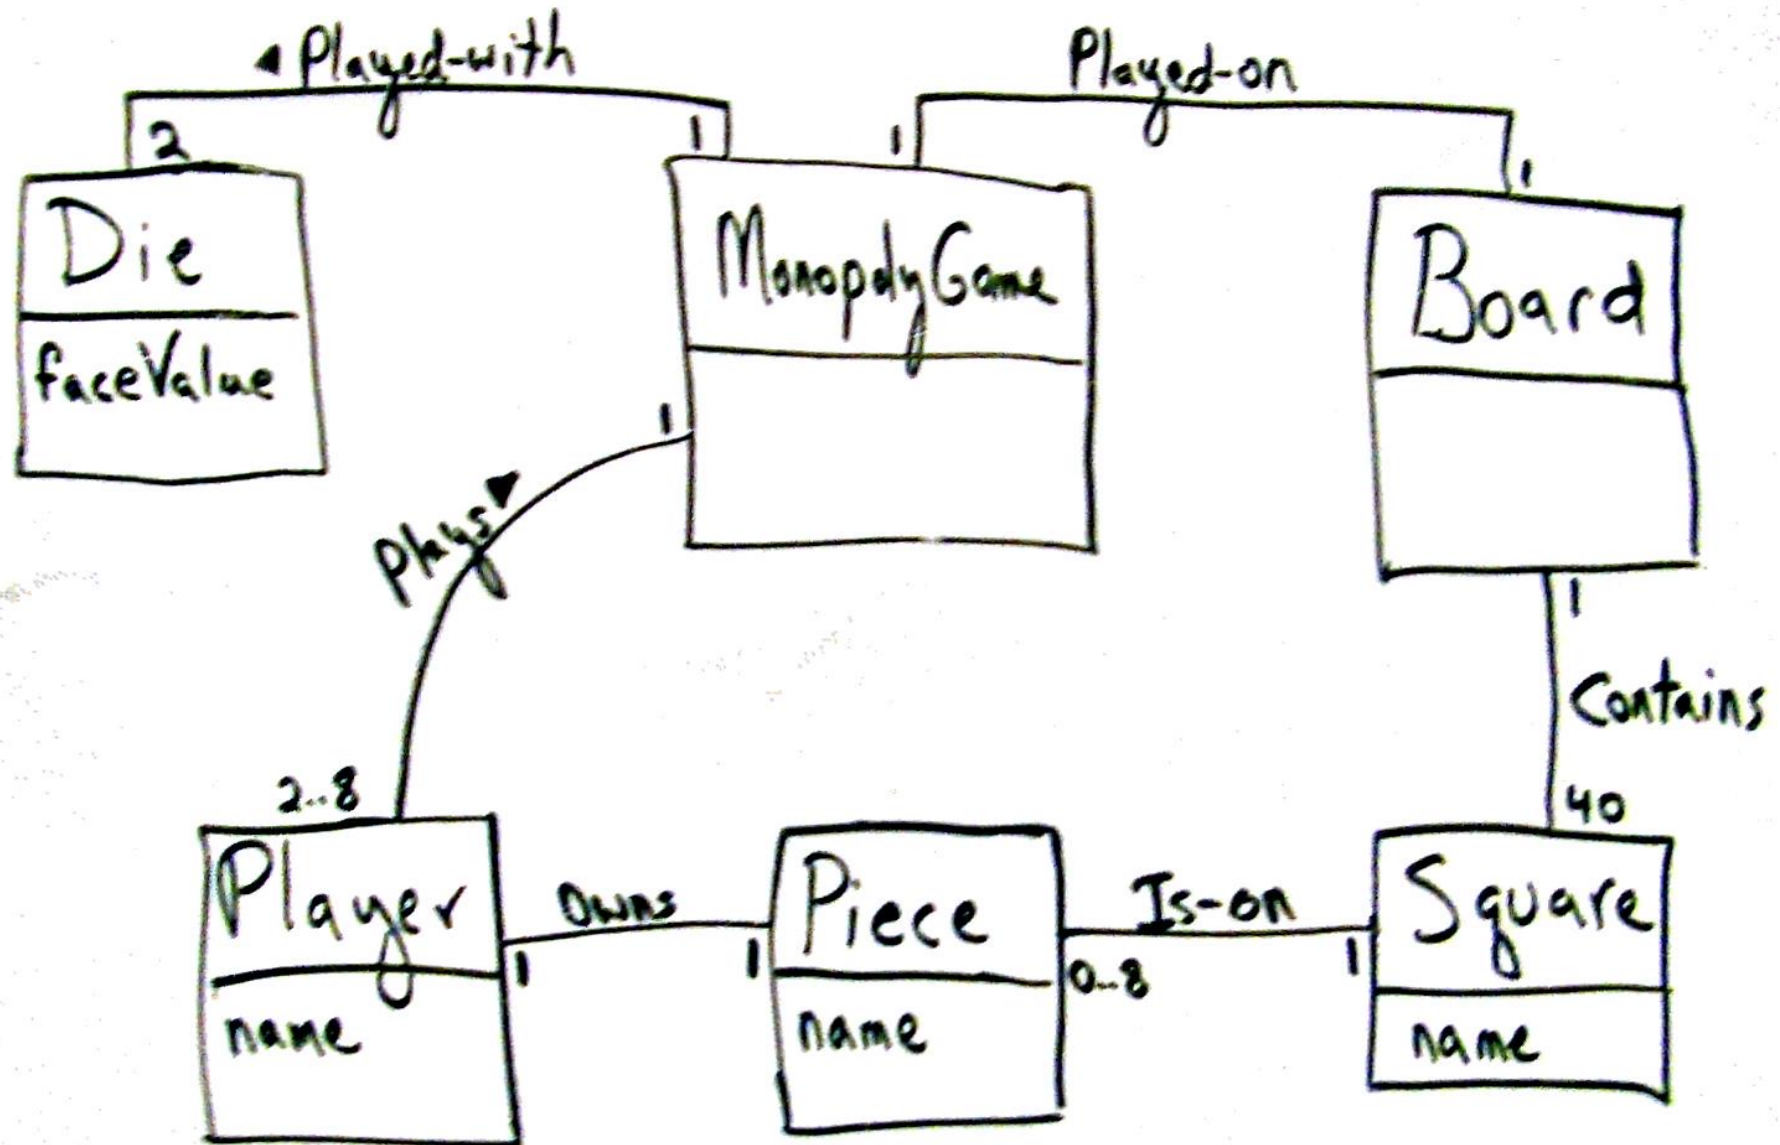 ◄ Played-with
Played-on
2
1
1
1
Die
faceValue
MonopolyGame
Board
1
Plays ►
1
Contains
2..8
40
Player
name
Owns
1
1
Piece
name
Is-on
0..8
1
Square
name